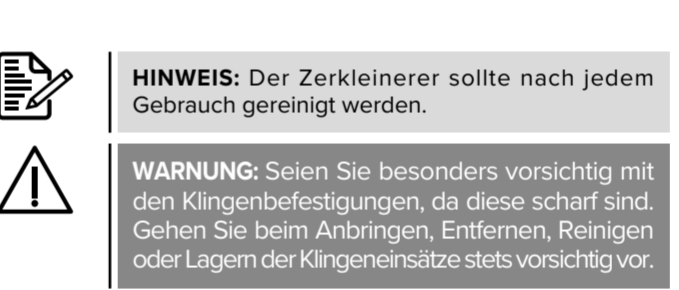 HINWEIS: Der Zerkleinerer sollte nach jedem
Gebrauch gereinigt werden.
WARNUNG: Seien Sie besonders vorsichtig mit
den Klingenbefestigungen, da diese scharf sind.
Gehen Sie beim Anbringen, Entfernen, Reinigen
oder Lagern der Klingeneinsätze stets vorsichtig vor.